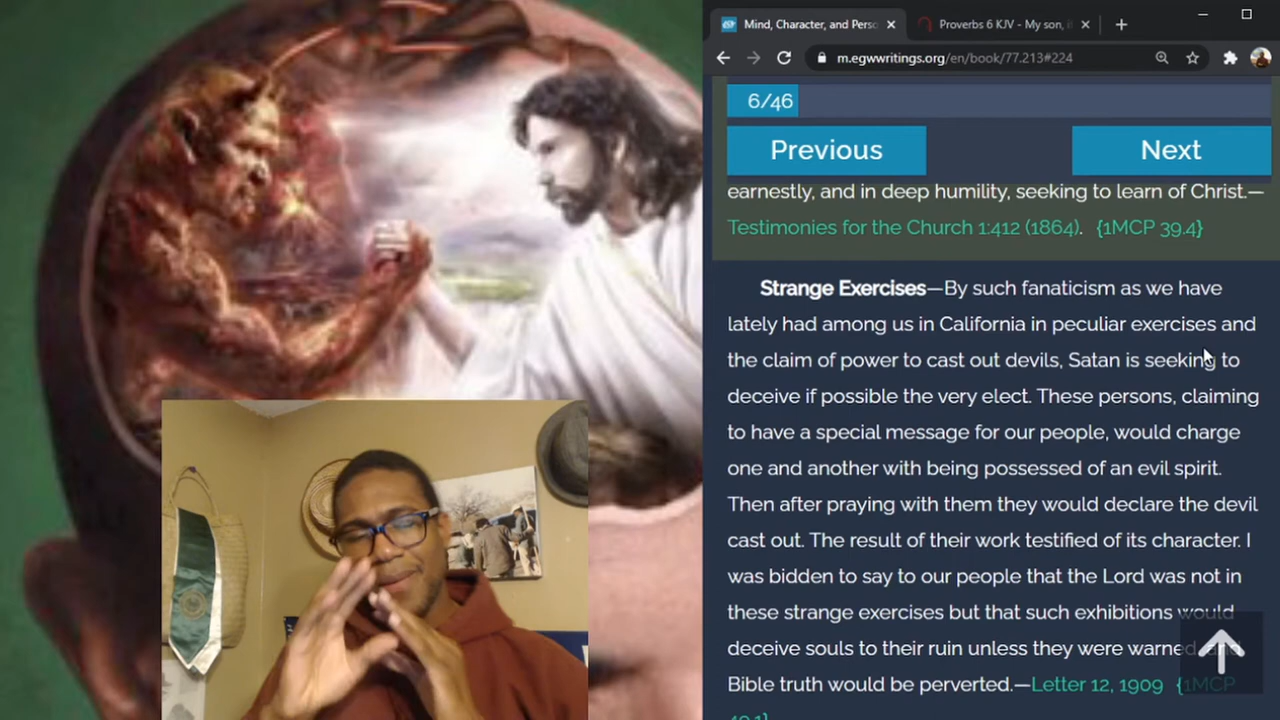 Mind, Character, and Perso
Proverbs 6 KJV - My son, i
m.egwwritings.org/en/book/77.213#224
6/46
Previous
Next
earnestly, and in deep humility, seeking to learn of Christ.—
Testimonies for the Church 1:412 (1864). {1MCP 39.4}
Strange Exercises—By such fanaticism as we have
lately had among us in California in peculiar exercises and
the claim of power to cast out devils, Satan is seeking to
deceive if possible the very elect. These persons, claiming
to have a special message for our people, would charge
one and another with being possessed of an evil spirit.
Then after praying with them they would declare the devil
cast out. The result of their work testified of its character. I
was bidden to say to our people that the Lord was not in
these strange exercises but that such exhibitions would
deceive souls to their ruin unless they were warned, and
Bible truth would be perverted.—Letter 12, 1909 {1MCP
40.1}